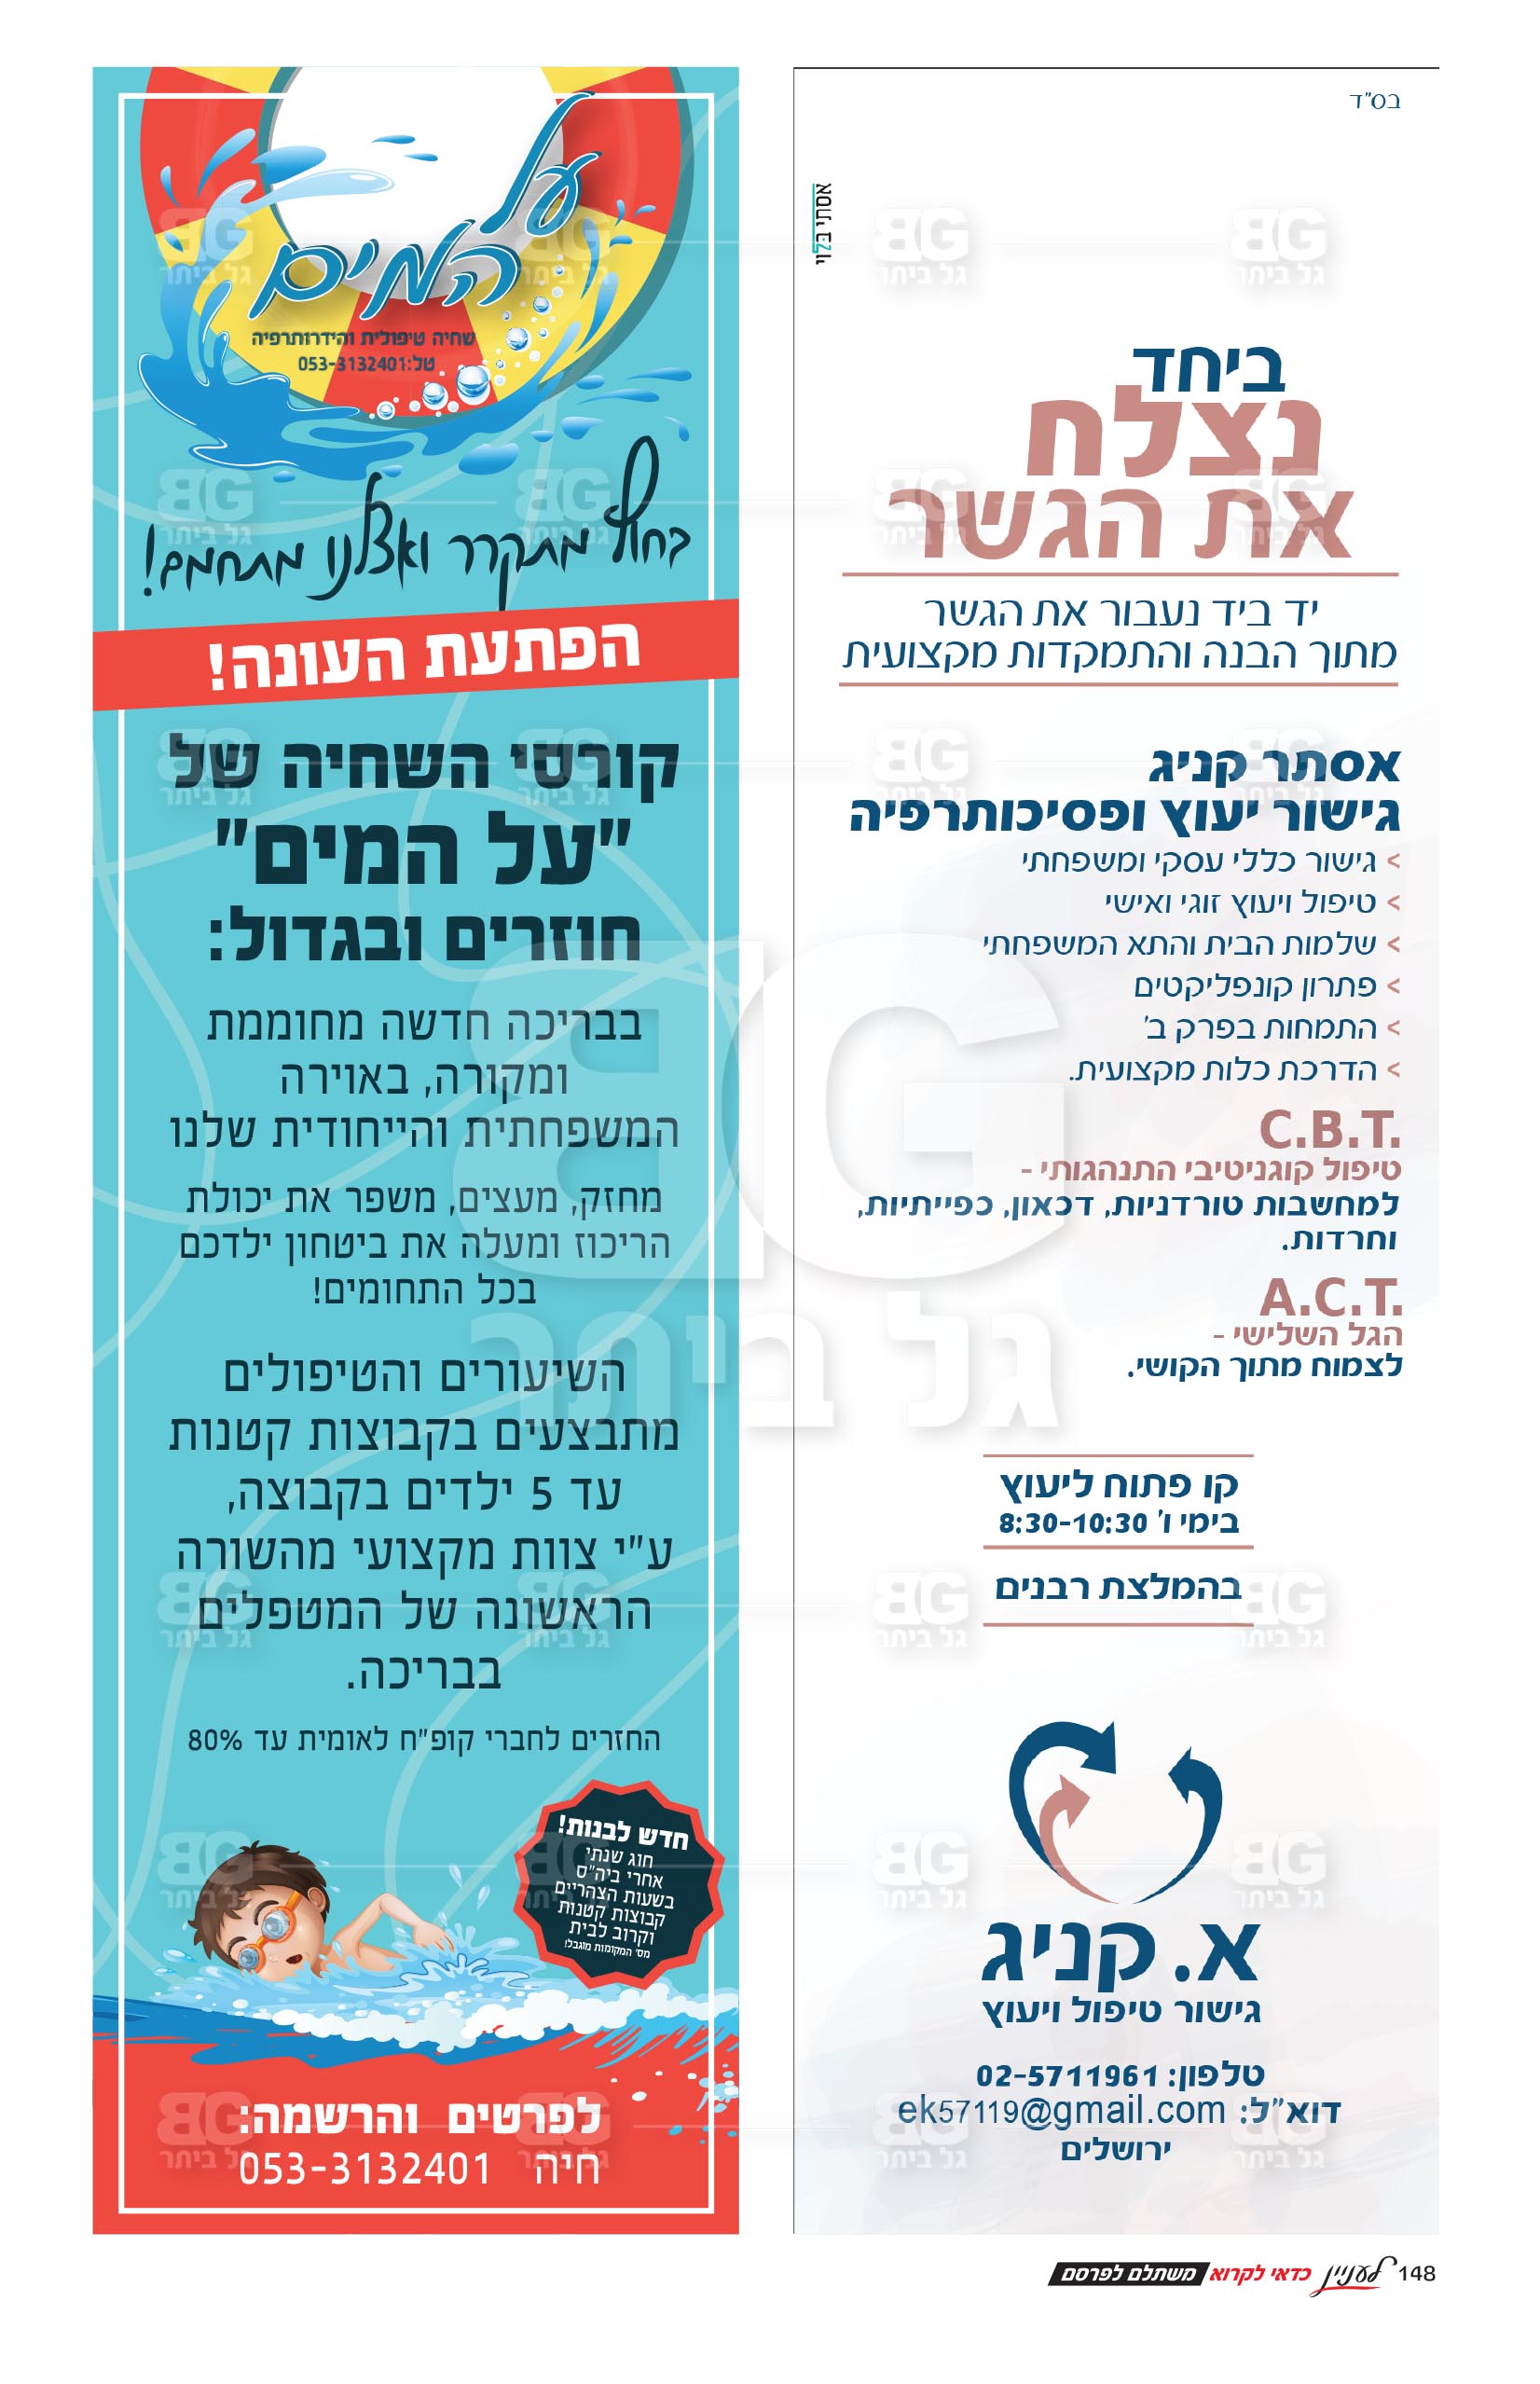 בס"ד
אסתי בלוי
ביחד
נצלח
את הגשר
יד ביד נעבור את הגשר
מתוך הבנה והתמקדות מקצועית
אסתר קניג
גישור יעוץ ופסיכותרפיה
> גישור כללי עסקי ומשפחתי
> טיפול ויעוץ זוגי ואישי
> שלמות הבית והתא המשפחתי
> פתרון קונפליקטים
> התמחות בפרק ב'
> הדרכת כלות מקצועית.
C.B.T.
טיפול קוגניטיבי התנהגותי -
למחשבות טורדניות, דכאון, כפייתיות,
וחרדות.
A.C.T.
הגל השלישי -
לצמוח מתוך הקושי.
קו פתוח ליעוץ
בימי ו' 8:30-10:30
בהמלצת רבנים
א. קניג
גישור טיפול ויעוץ
טלפון: 02-5711961
דוא"ל: ek57119@gmail.com
ירושלים
על
המים
שחיה טיפולית והידרותרפיה
טל:053-3132401
בחוץ מתקרר ואצלנו מתחמם!
הפתעת העונה!
קורסי השחיה של
"על המים"
חוזרים ובגדול:
בבריכה חדשה מחוממת
ומקורה, באוירה
המשפחתית והייחודית שלנו
מחזק, מעצים, משפר את יכולת
הריכוז ומעלה את ביטחון ילדכם
בכל התחומים!
השיעורים והטיפולים
מתבצעים בקבוצות קטנות
עד 5 ילדים בקבוצה,
ע"י צוות מקצועי מהשורה
הראשונה של המטפלים
בבריכה.
החזרים לחברי קופ"ח לאומית עד 80%
חדש לבנות!
חוג שנתי
אחרי ביה"ס
בשעות הצהריים
קבוצות קטנות
וקרוב לבית
מס' המקומות מוגבל!
לפרטים והרשמה:
חיה 053-3132401
BG
גל ביתר
148 לעניין כדאי לקרוא משתלם לפרסם